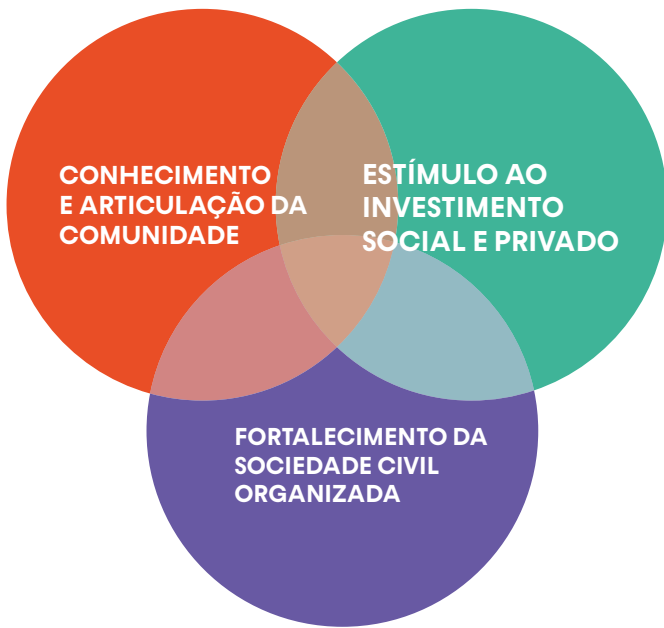 CONHECIMENTO
E ARTICULAÇÃO DA
COMUNIDADE
ESTÍMULO AO
INVESTIMENTO
SOCIAL E PRIVADO
FORTALECIMENTO DA
SOCIEDADE CIVIL
ORGANIZADA